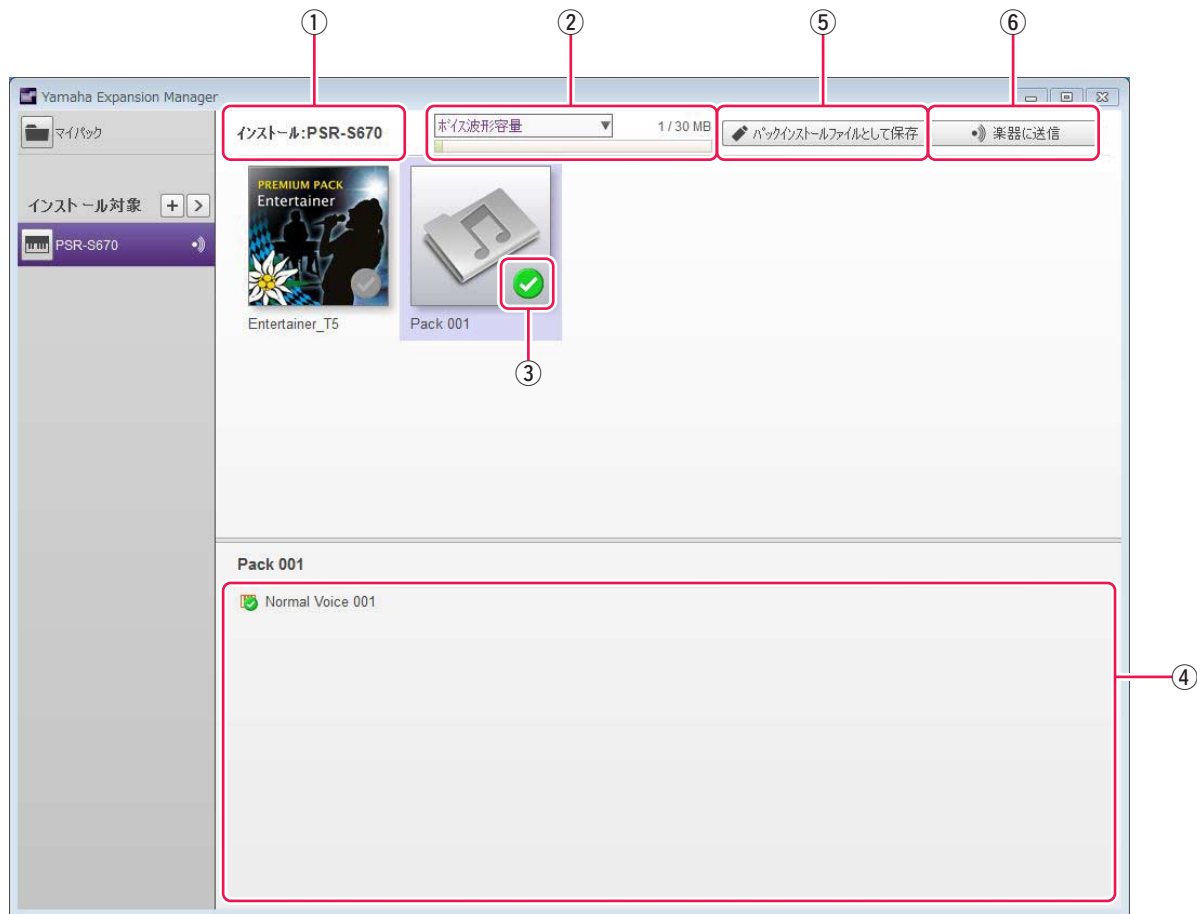 ① ② ⑤ ⑥
Yamaha Expansion Manager
マイパック
インストール:PSR-S670
ボイス波形容量 ▼
1 / 30 MB
パックインストールファイルとして保存
楽器に送信
インストール対象 + >
PSR-S670
PREMIUM PACK
Entertainer
Entertainer_T5
Pack 001
③
Pack 001
Normal Voice 001
④